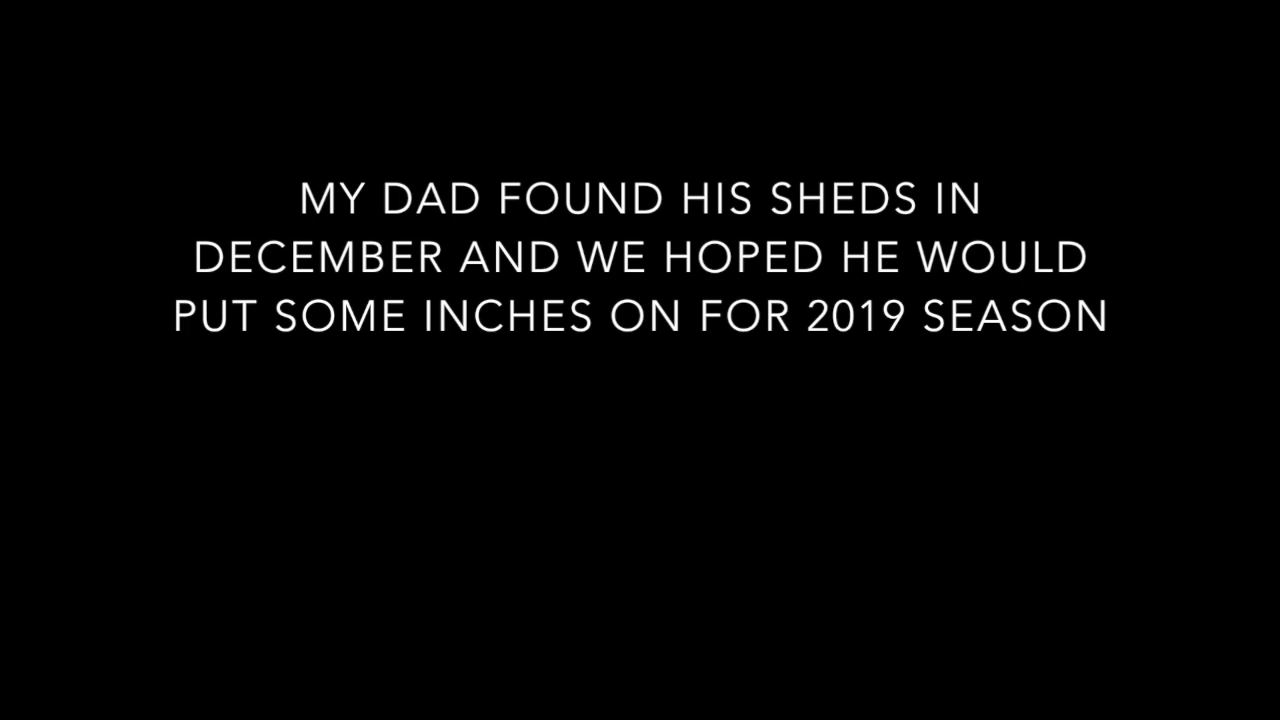 MY DAD FOUND HIS SHEDS IN
DECEMBER AND WE HOPED HE WOULD
PUT SOME INCHES ON FOR 2019 SEASON